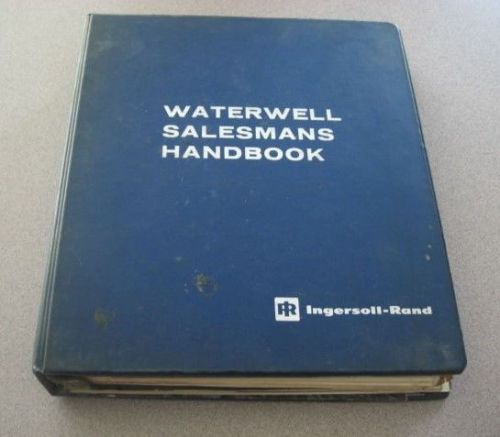 WATERWELL
SALESMANS
HANDBOOK
IR Ingersoll-Rand